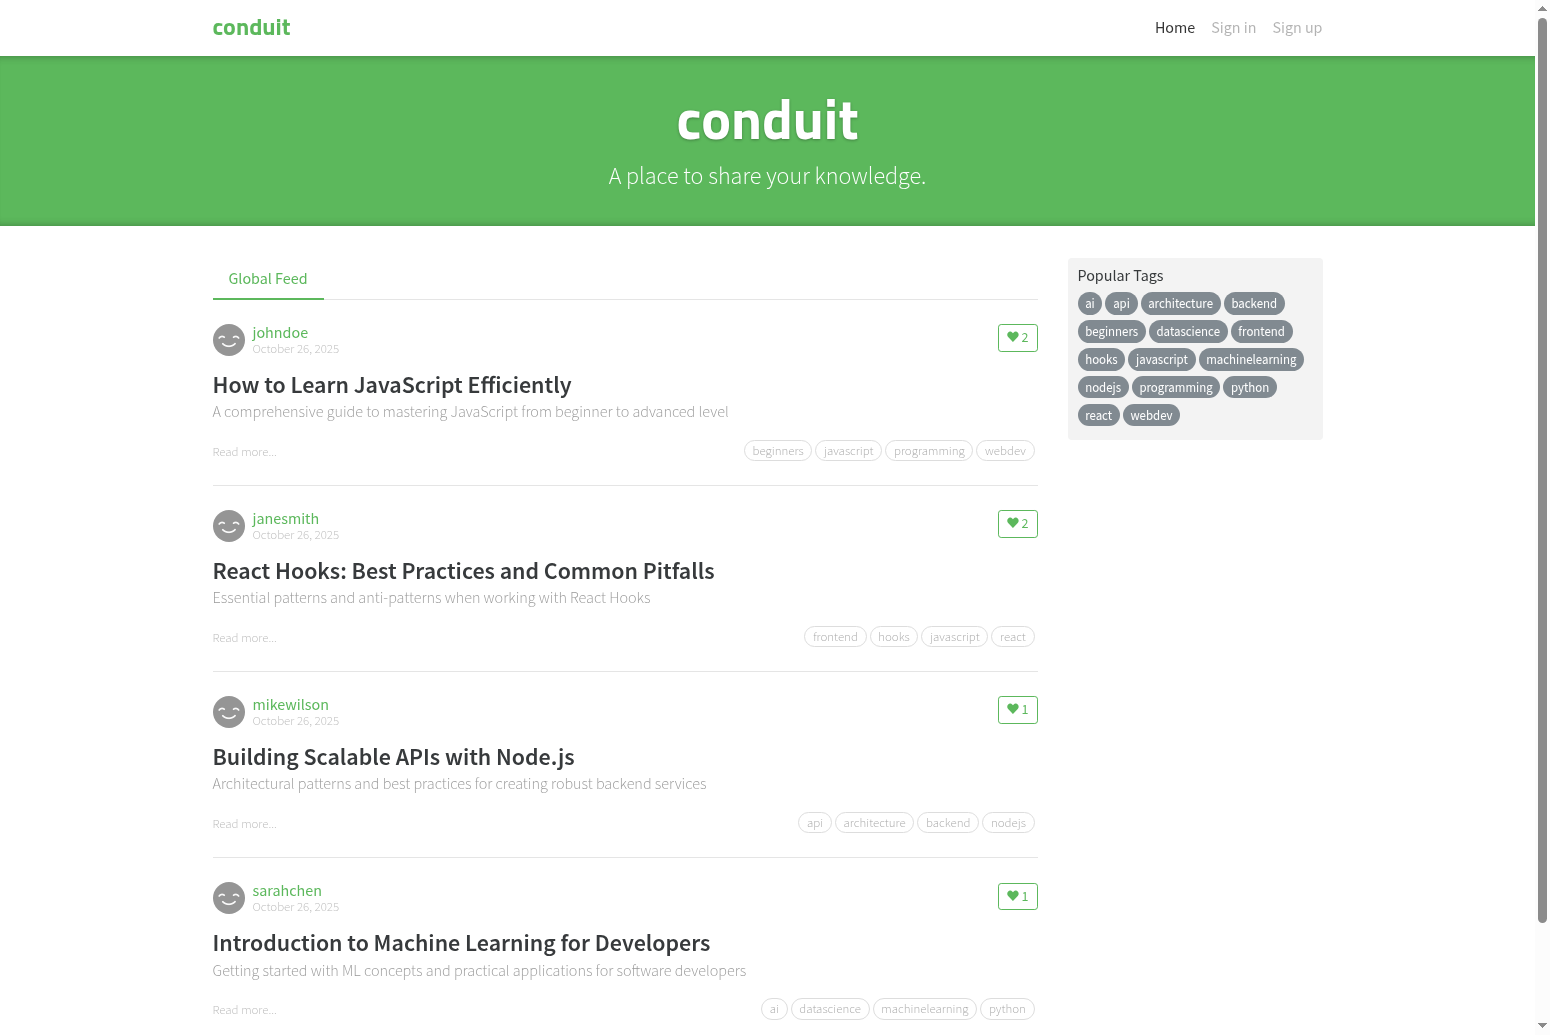 conduit
Home Sign in Sign up
conduit
A place to share your knowledge.
Global Feed
johndoe
October 26, 2025
2
How to Learn JavaScript Efficiently
A comprehensive guide to mastering JavaScript from beginner to advanced level
Read more...
beginners javascript programming webdev
janesmith
October 26, 2025
2
React Hooks: Best Practices and Common Pitfalls
Essential patterns and anti-patterns when working with React Hooks
Read more...
frontend hooks javascript react
mikewilson
October 26, 2025
1
Building Scalable APIs with Node.js
Architectural patterns and best practices for creating robust backend services
Read more...
api architecture backend nodejs
sarahchen
October 26, 2025
1
Introduction to Machine Learning for Developers
Getting started with ML concepts and practical applications for software developers
Read more...
ai datascience machinelearning python
Popular Tags
ai api architecture backend
beginners datascience frontend
hooks javascript machinelearning
nodejs programming python
react webdev